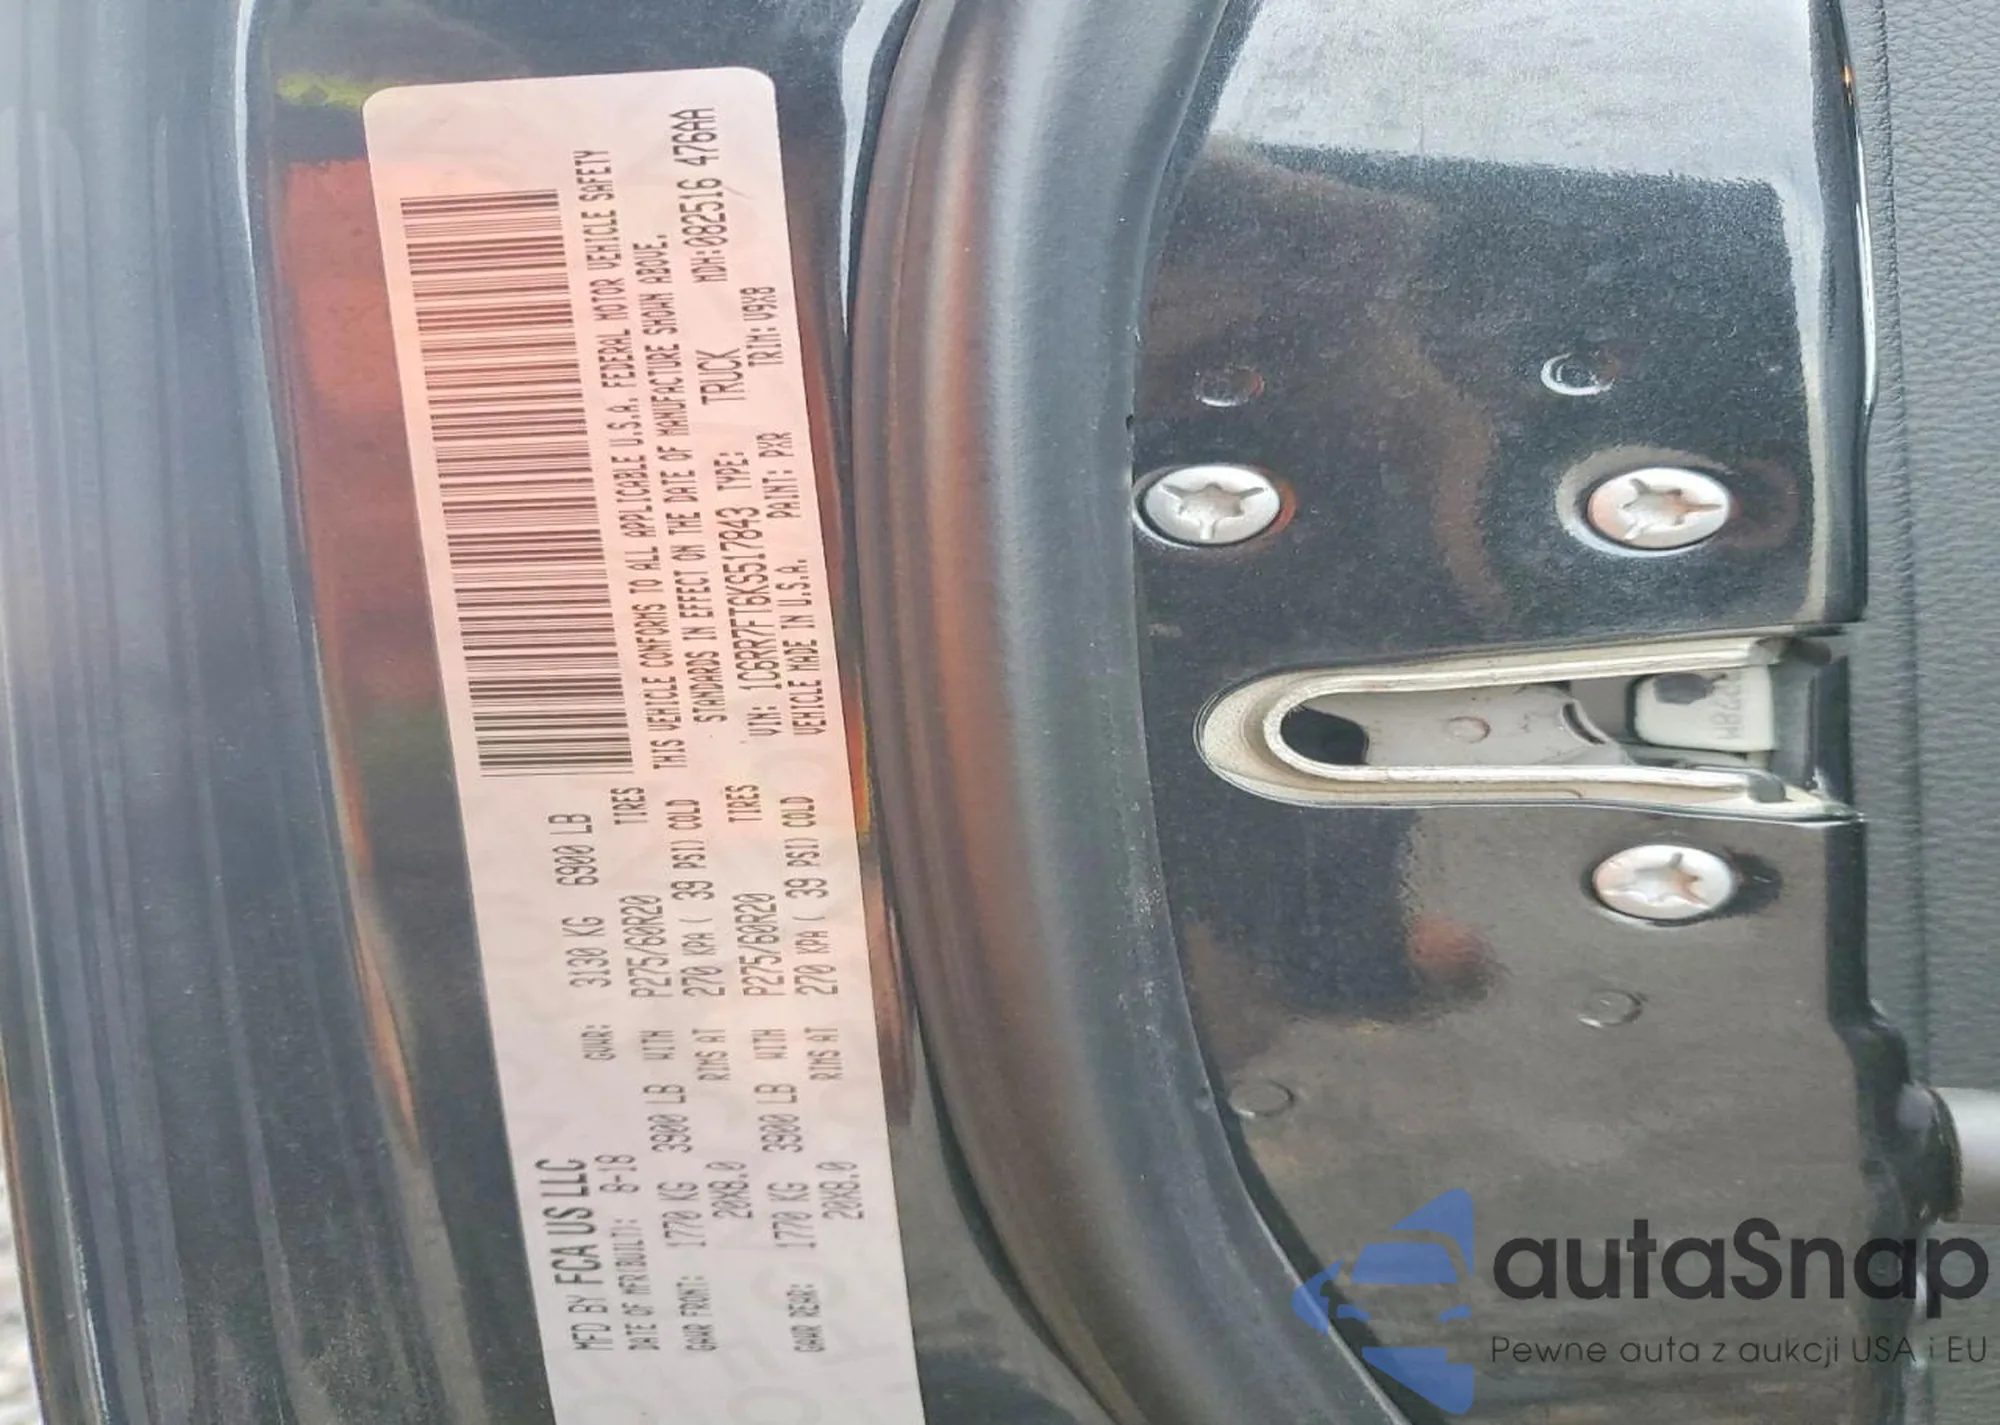 MFD BY FCA US LLC
DATE OF MFR(BUILT): 8-18 GVWR: 3130 KG 6900 LB
GAWR FRONT: 1770 KG 3900 LB WITH P275/60R20 TIRES
20X8.0 RIMS AT 270 KPA ( 39 PSI) COLD
GAWR REAR: 1770 KG 3900 LB WITH P275/60R20 TIRES
20X8.0 RIMS AT 270 KPA ( 39 PSI) COLD
THIS VEHICLE CONFORMS TO ALL APPLICABLE U.S.A. FEDERAL MOTOR VEHICLE SAFETY
STANDARDS IN EFFECT ON THE DATE OF MANUFACTURE SHOWN ABOVE.
VIN: 1C6RR7FT6KS517843 TYPE: TRUCK MDH:082516 476AA
VEHICLE MADE IN U.S.A. PAINT: PXR TRIM: V9X8
autaSnap
Pewne auta z aukcji USA i EU